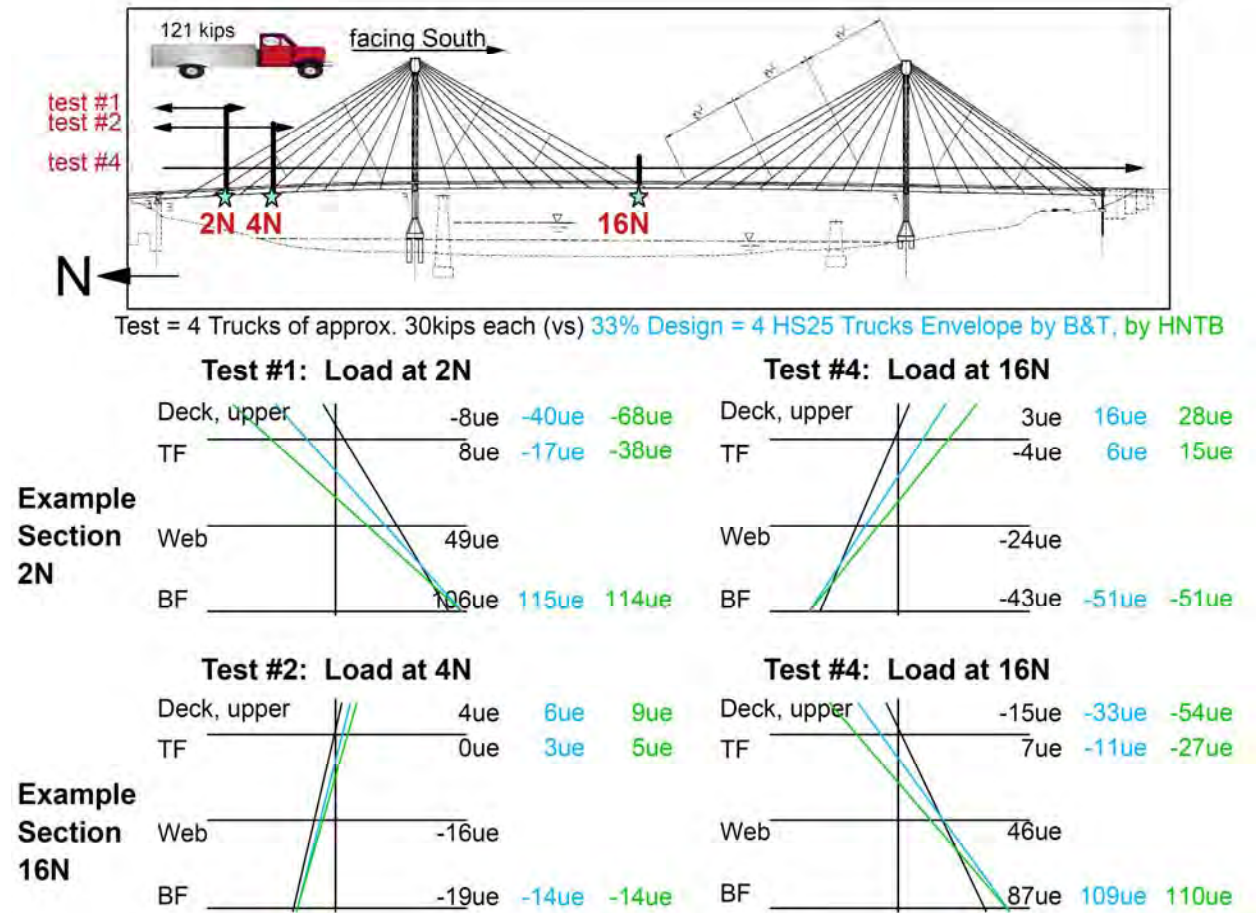 121 kips
facing South
test #1
test #2
test #4
2N 4N 16N
N
Test = 4 Trucks of approx. 30kips each (vs) 33% Design = 4 HS25 Trucks Envelope by B&T, by HNTB
Test #1: Load at 2N
Deck, upper -8ue -40ue -68ue
TF 8ue -17ue -38ue
Web 49ue
BF 106ue 115ue 114ue
Example
Section
2N
Test #4: Load at 16N
Deck, upper 3ue 16ue 28ue
TF -4ue 6ue 15ue
Web -24ue
BF -43ue -51ue -51ue
Test #2: Load at 4N
Deck, upper 4ue 6ue 9ue
TF 0ue 3ue 5ue
Web -16ue
BF -19ue -14ue -14ue
Example
Section
16N
Test #4: Load at 16N
Deck, upper -15ue -33ue -54ue
TF 7ue -11ue -27ue
Web 46ue
BF 87ue 109ue 110ue